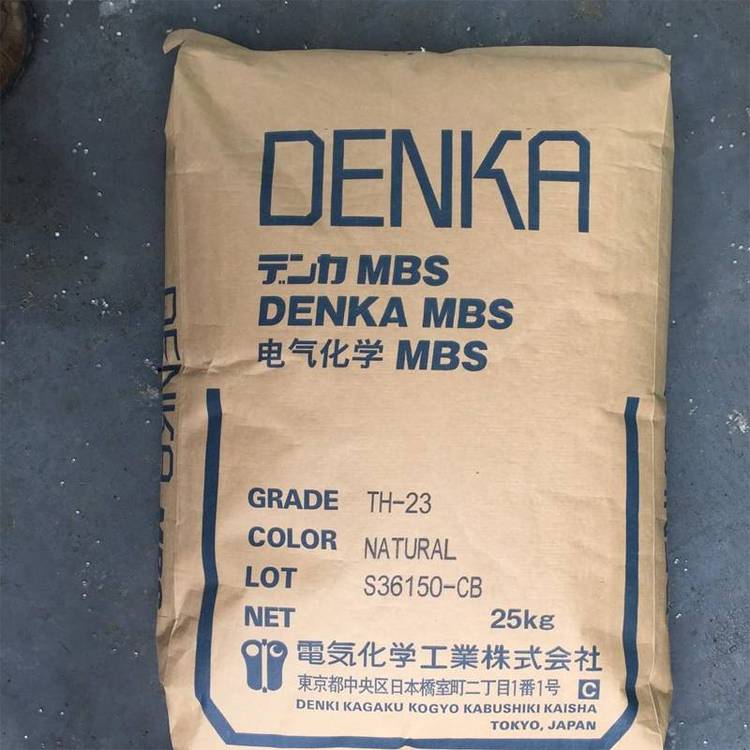 DENKA
デンカ MBS
DENKA MBS
电气化学 MBS
GRADE TH-23
COLOR NATURAL
LOT S36150-CB
NET 25kg
電気化学工業株式会社
東京都中央区日本橋室町二丁目1番1号 C
DENKI KAGAKU KOGYO KABUSHIKI KAISHA
TOKYO, JAPAN
DENKA MBS